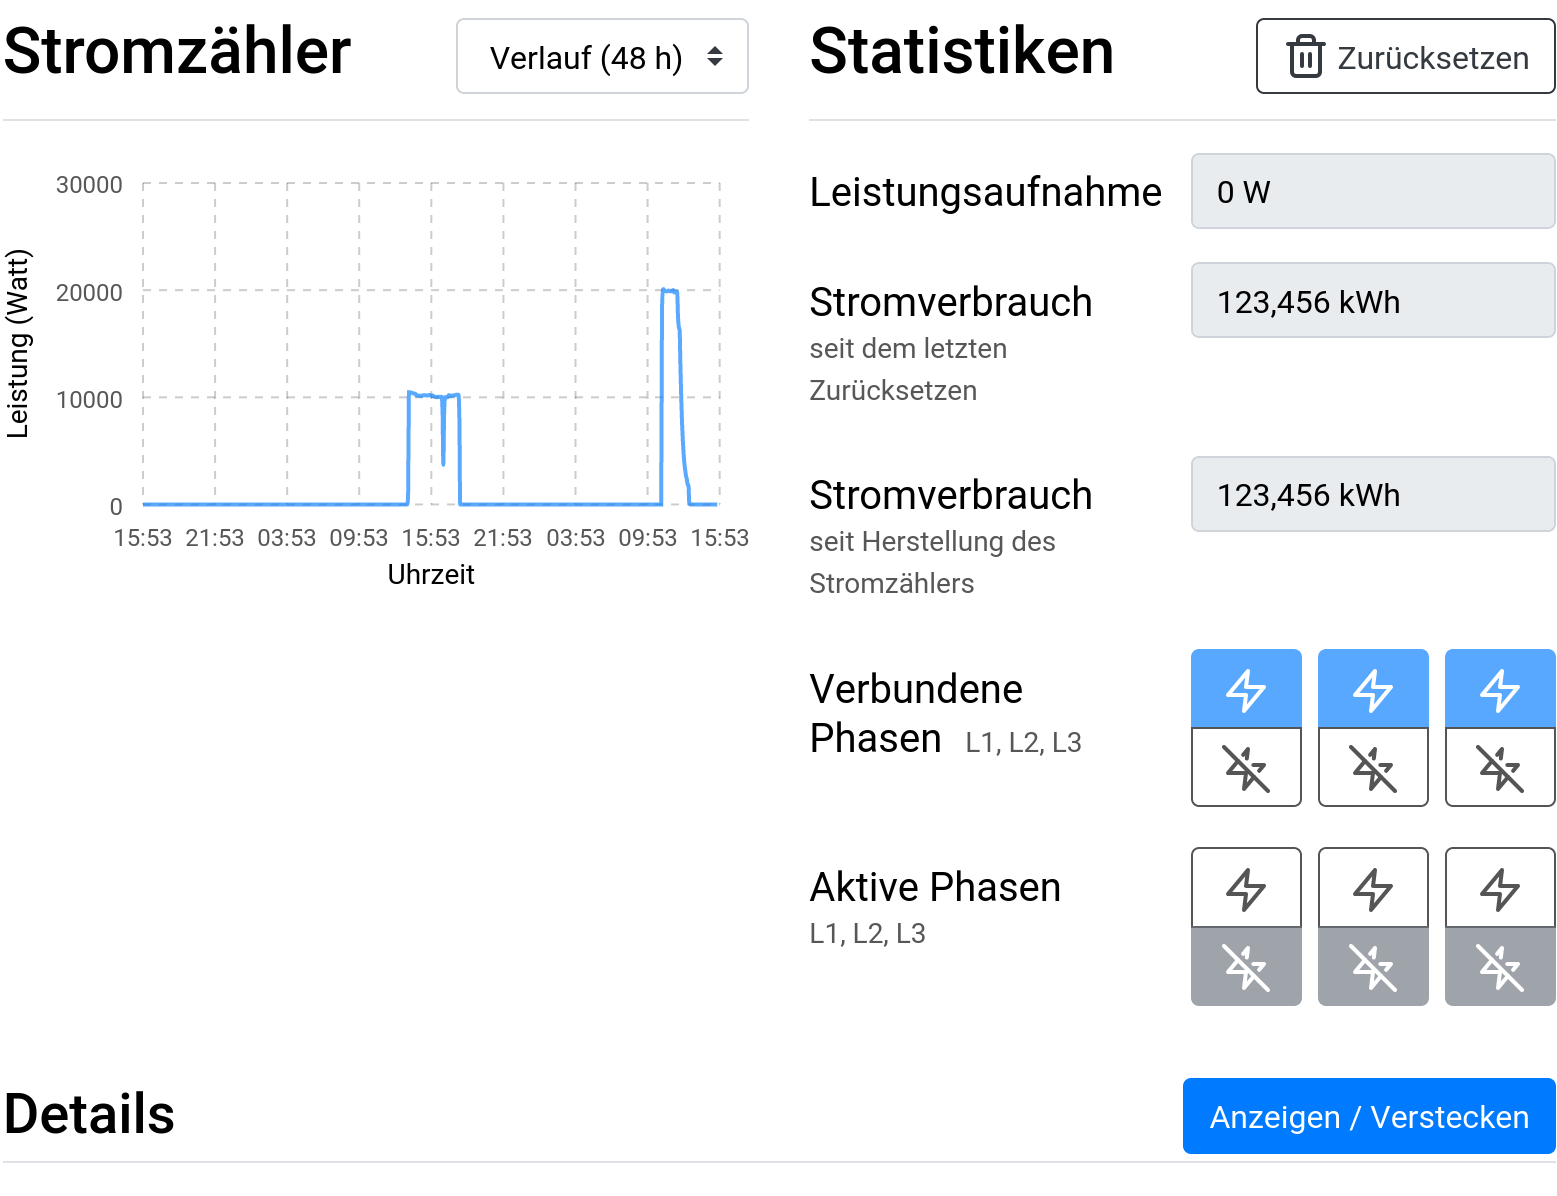 Stromzähler
Verlauf (48 h)
Leistung (Watt)
30000
20000
10000
0
15:53 21:53 03:53 09:53 15:53 21:53 03:53 09:53 15:53
Uhrzeit
Statistiken
Zurücksetzen
Leistungsaufnahme
0 W
Stromverbrauch
123,456 kWh
seit dem letzten
Zurücksetzen
Stromverbrauch
123,456 kWh
seit Herstellung des
Stromzählers
Verbundene
Phasen L1, L2, L3
Aktive Phasen
L1, L2, L3
Details
Anzeigen / Verstecken